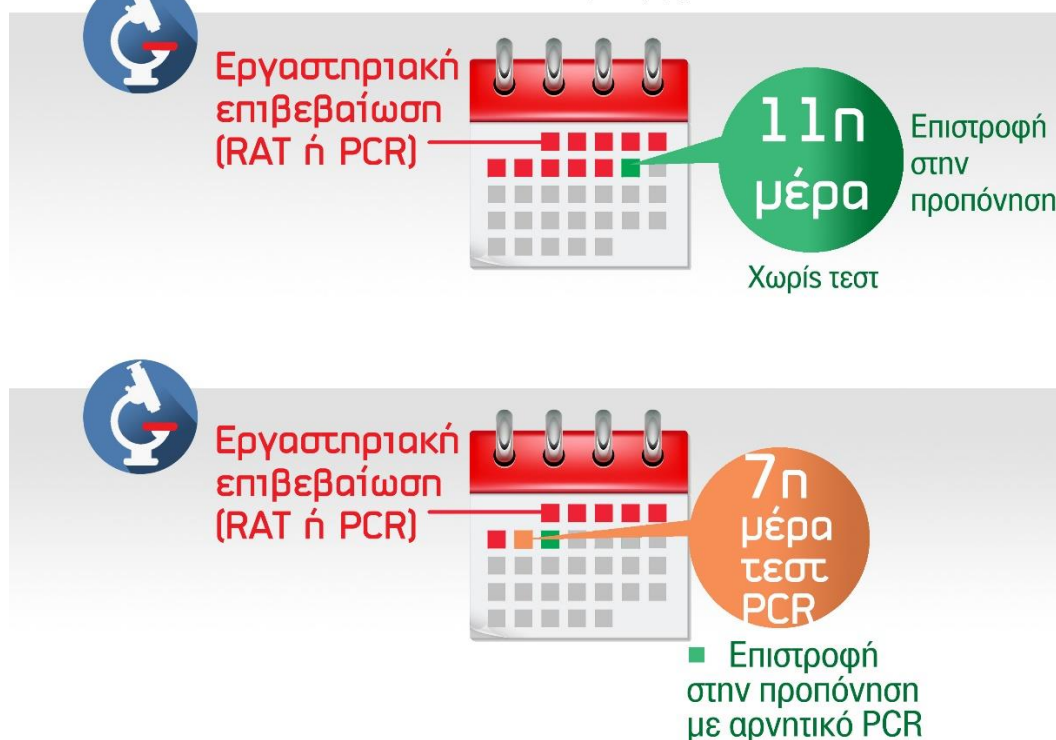 Εργαστηριακή
επιβεβαίωση
(RAT ή PCR)
11η
μέρα
Επιστροφή
στην
προπόνηση
Χωρίς τεστ
Εργαστηριακή
επιβεβαίωση
(RAT ή PCR)
7η
μέρα
τεστ
PCR
Επιστροφή
στην προπόνηση
με αρνητικό PCR